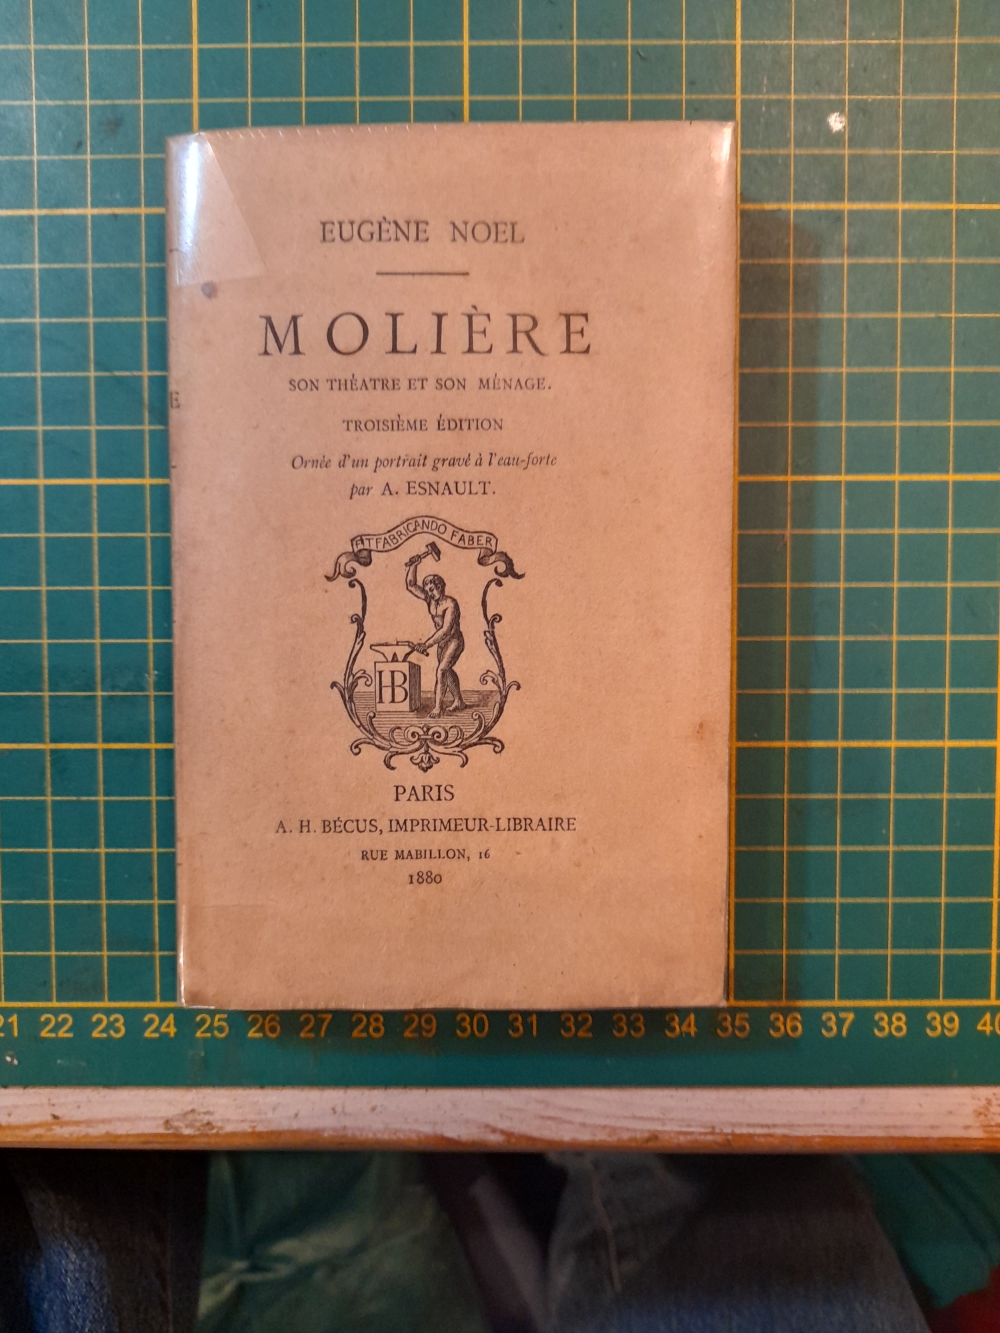 EUGÈNE NOEL
MOLIÈRE
SON THÉATRE ET SON MÉNAGE.
TROISIÈME ÉDITION
Ornée d'un portrait gravé à l'eau-forte
par A. ESNAULT.
FIT FABRICANDO FABER
HB
PARIS
A. H. BÉCUS, IMPRIMEUR-LIBRAIRE
RUE MABILLON, 16
1880
E
21 22 23 24 25 26 27 28 29 30 31 32 33 34 35 36 37 38 39 40